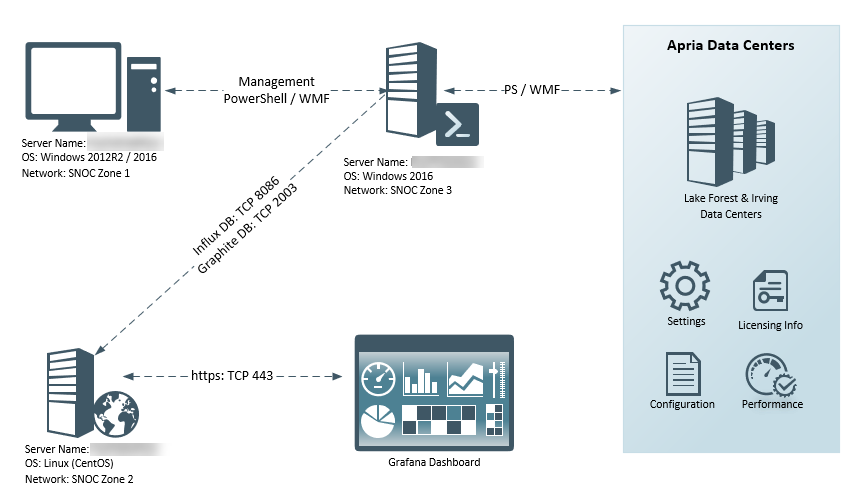 Apria Data Centers
Management
PowerShell / WMF
PS / WMF
Server Name:
OS: Windows 2012R2 / 2016
Network: SNOC Zone 1
Server Name:
OS: Windows 2016
Network: SNOC Zone 3
Lake Forest & Irving
Data Centers
Influx DB: TCP 8086
Graphite DB: TCP 2003
Settings
Licensing Info
https: TCP 443
Configuration
Performance
Server Name:
OS: Linux (CentOS)
Network: SNOC Zone 2
Grafana Dashboard